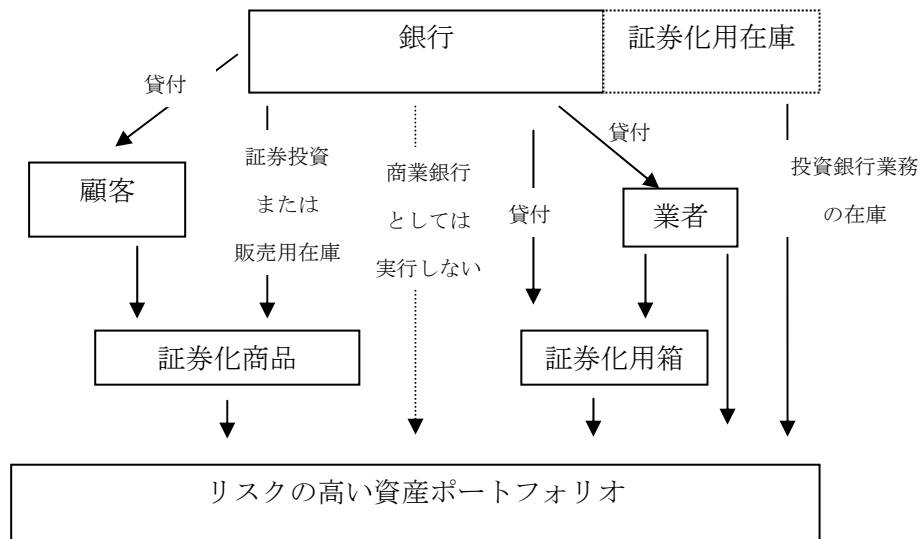 銀行
証券化用在庫
貸付
貸付
証券投資
または
販売用在庫
商業銀行
としては
実行しない
貸付
投資銀行業務
の在庫
顧客
業者
証券化商品
証券化用箱
リスクの高い資産ポートフォリオ